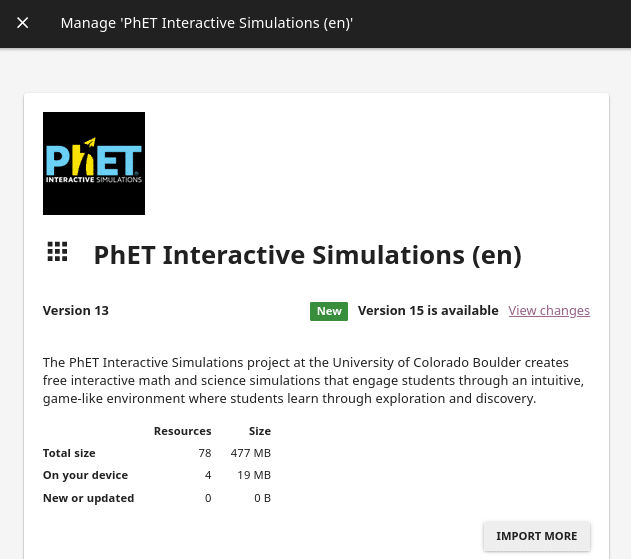 Manage 'PhET Interactive Simulations (en)'
PhET
INTERACTIVE SIMULATIONS
PhET Interactive Simulations (en)
Version 13 New Version 15 is available View changes
The PhET Interactive Simulations project at the University of Colorado Boulder creates
free interactive math and science simulations that engage students through an intuitive,
game-like environment where students learn through exploration and discovery.
Resources Size
Total size 78 477 MB
On your device 4 19 MB
New or updated 0 0 B
IMPORT MORE